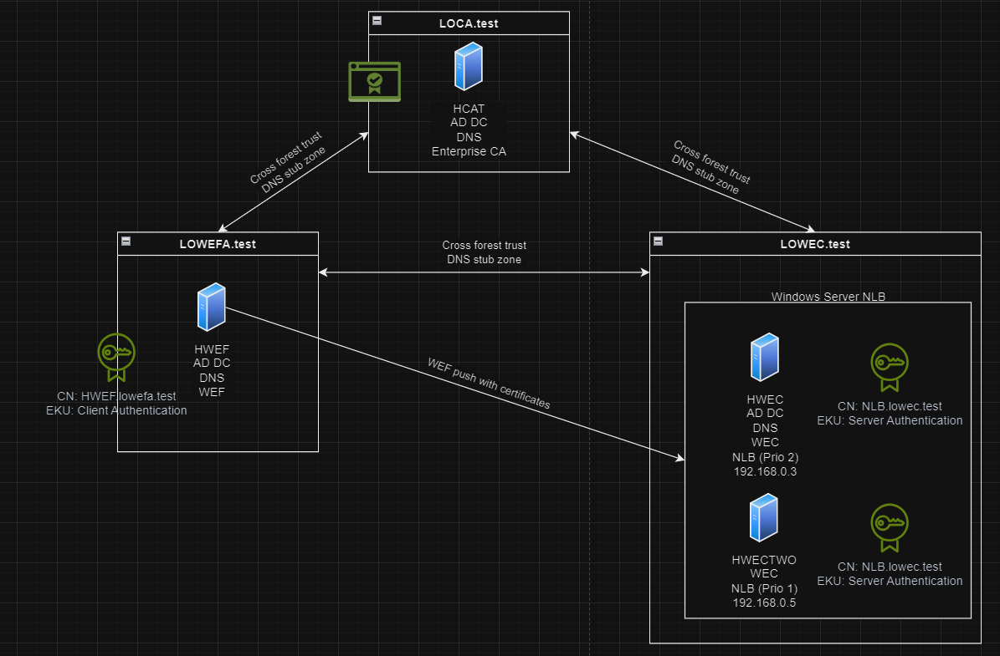 LOCA.test
HCAT
AD DC
DNS
Enterprise CA
Cross forest trust
DNS stub zone
Cross forest trust
DNS stub zone
LOWEFA.test
Cross forest trust
DNS stub zone
LOWEC.test
HWEF
AD DC
DNS
WEF
CN: HWEF.lowefa.test
EKU: Client Authentication
WEF push with certificates
Windows Server NLB
HWEC
AD DC
DNS
WEC
NLB (Prio 2)
192.168.0.3
CN: NLB.lowec.test
EKU: Server Authentication
HWECTWO
WEC
NLB (Prio 1)
192.168.0.5
CN: NLB.lowec.test
EKU: Server Authentication